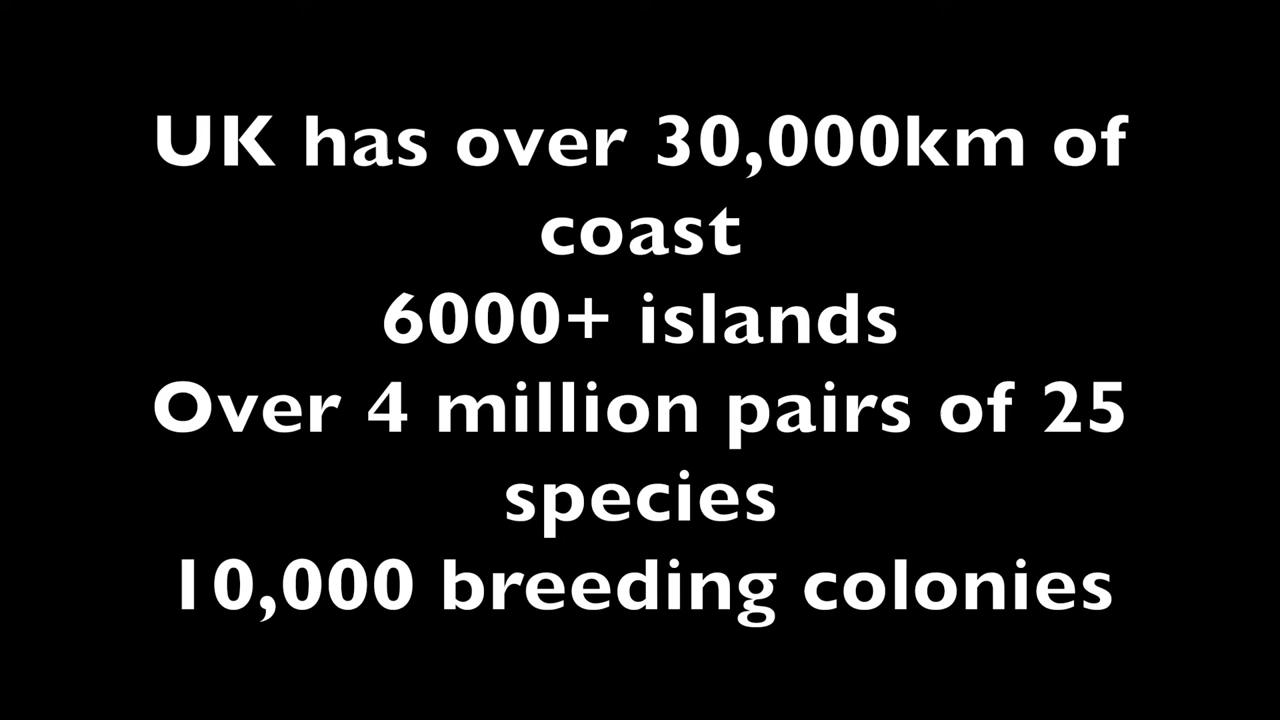 UK has over 30,000km of
coast
6000+ islands
Over 4 million pairs of 25
species
10,000 breeding colonies